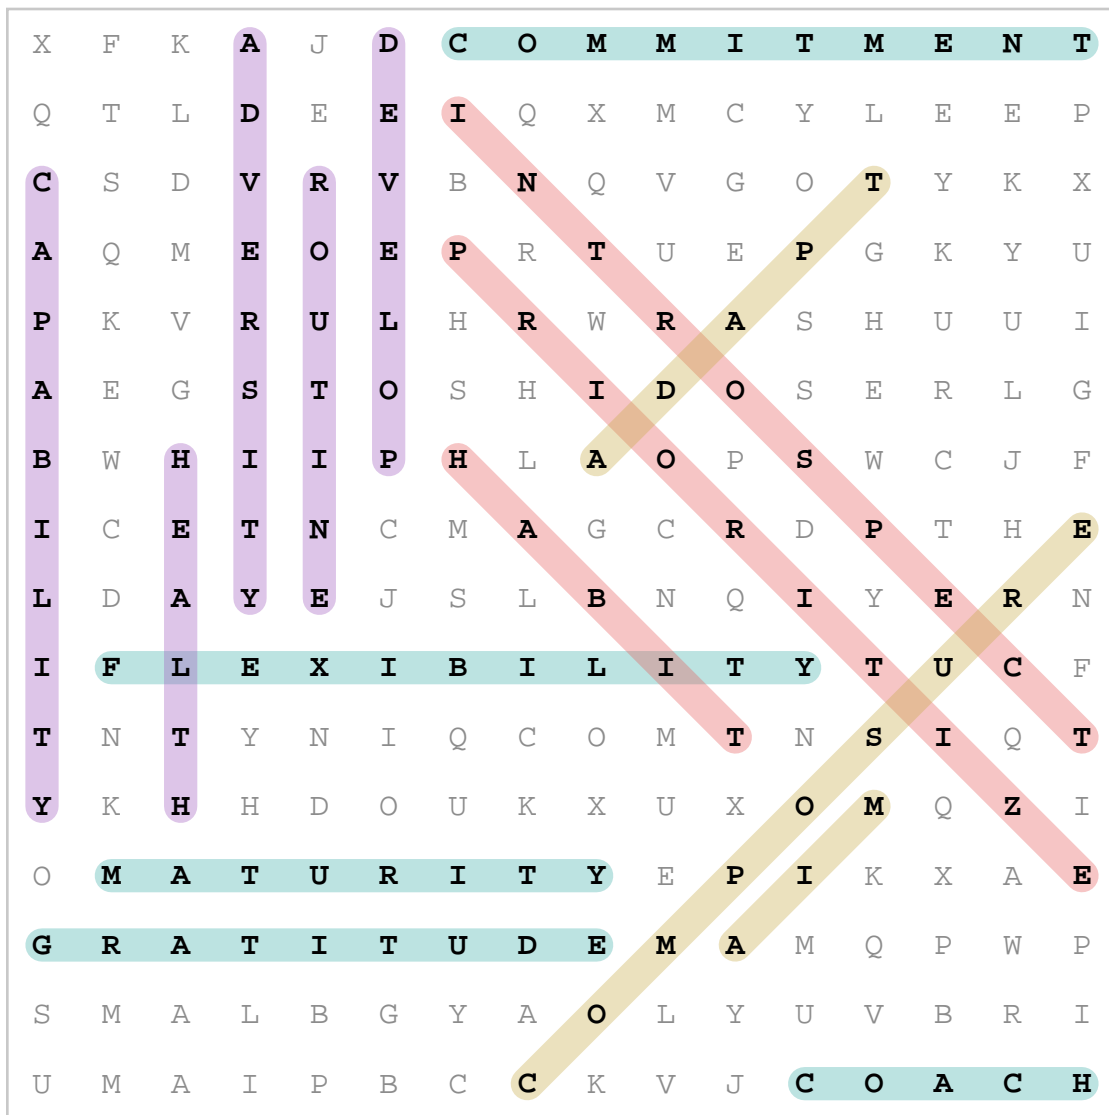 X F K A J D C O M M I T M E N T
Q T L D E E I Q X M C Y L E E P
C S D V R V B N Q V G O T Y K X
A Q M E O E P R T U E P G K Y U
P K V R U L H R W R A S H U U I
A E G S T O S H I D O S E R L G
B W H I I P H L A O P S W C J F
I C E T N C M A G C R D P T H E
L D A Y E J S L B N Q I Y E R N
I F L E X I B I L I T Y T U C F
T N T Y N I Q C O M T N S I Q T
Y K H H D O U K X U X O M Q Z I
O M A T U R I T Y E P I K X A E
G R A T I T U D E M A M Q P W P
S M A L B G Y A O L Y U V B R I
U M A I P B C C K V J C O A C H